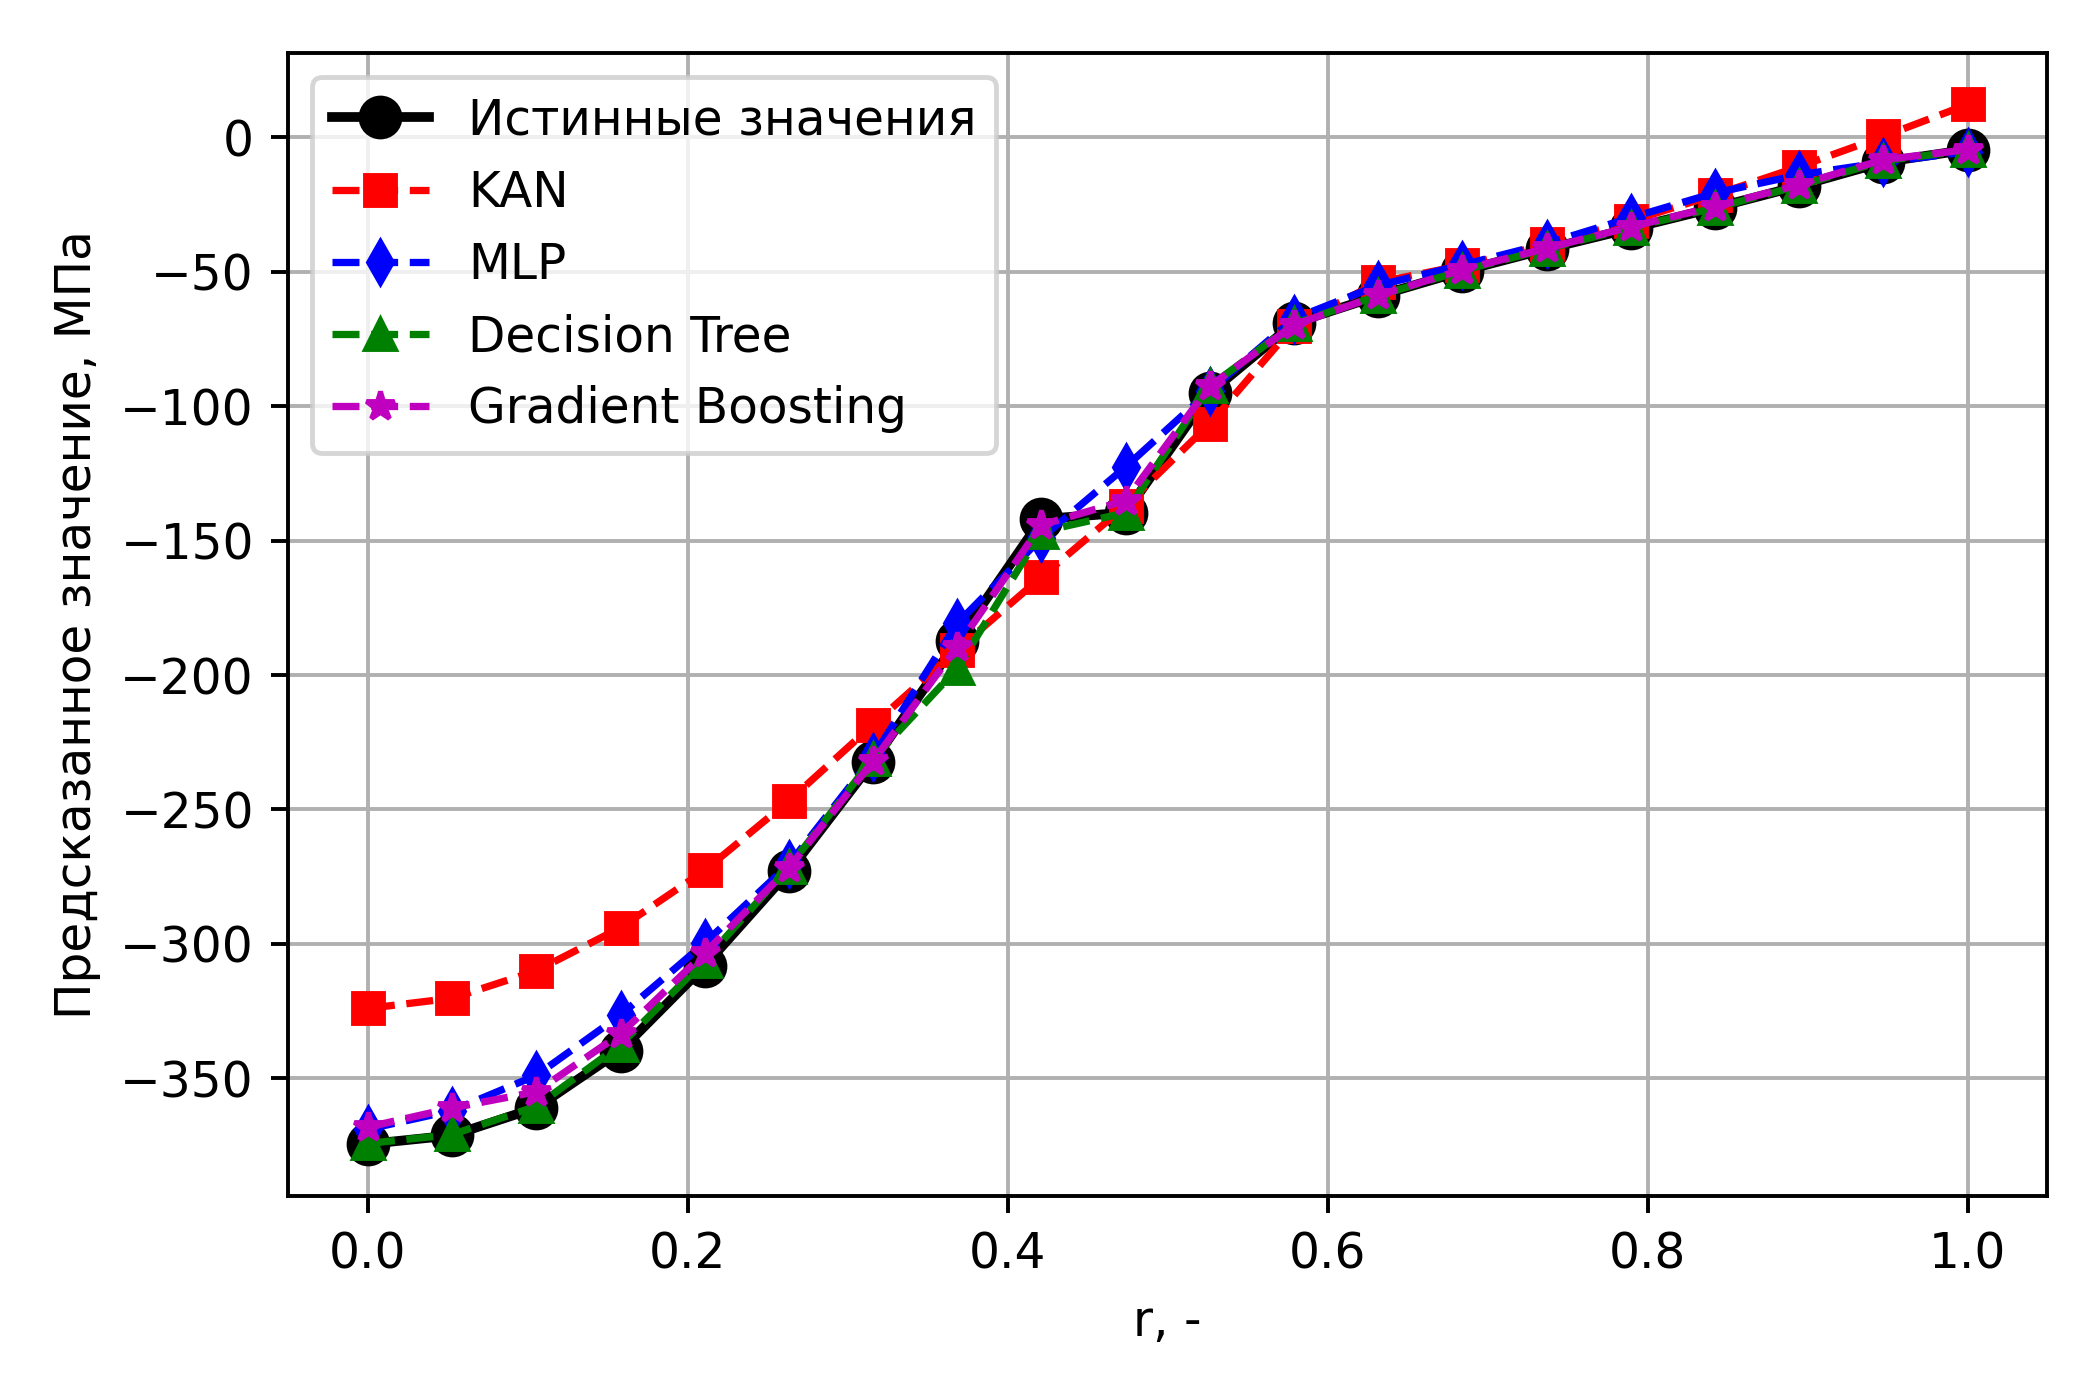 Истинные значения
KAN
MLP
Decision Tree
Gradient Boosting
Предсказанное значение, МПа
0
−50
−100
−150
−200
−250
−300
−350
0.0 0.2 0.4 0.6 0.8 1.0
r, -